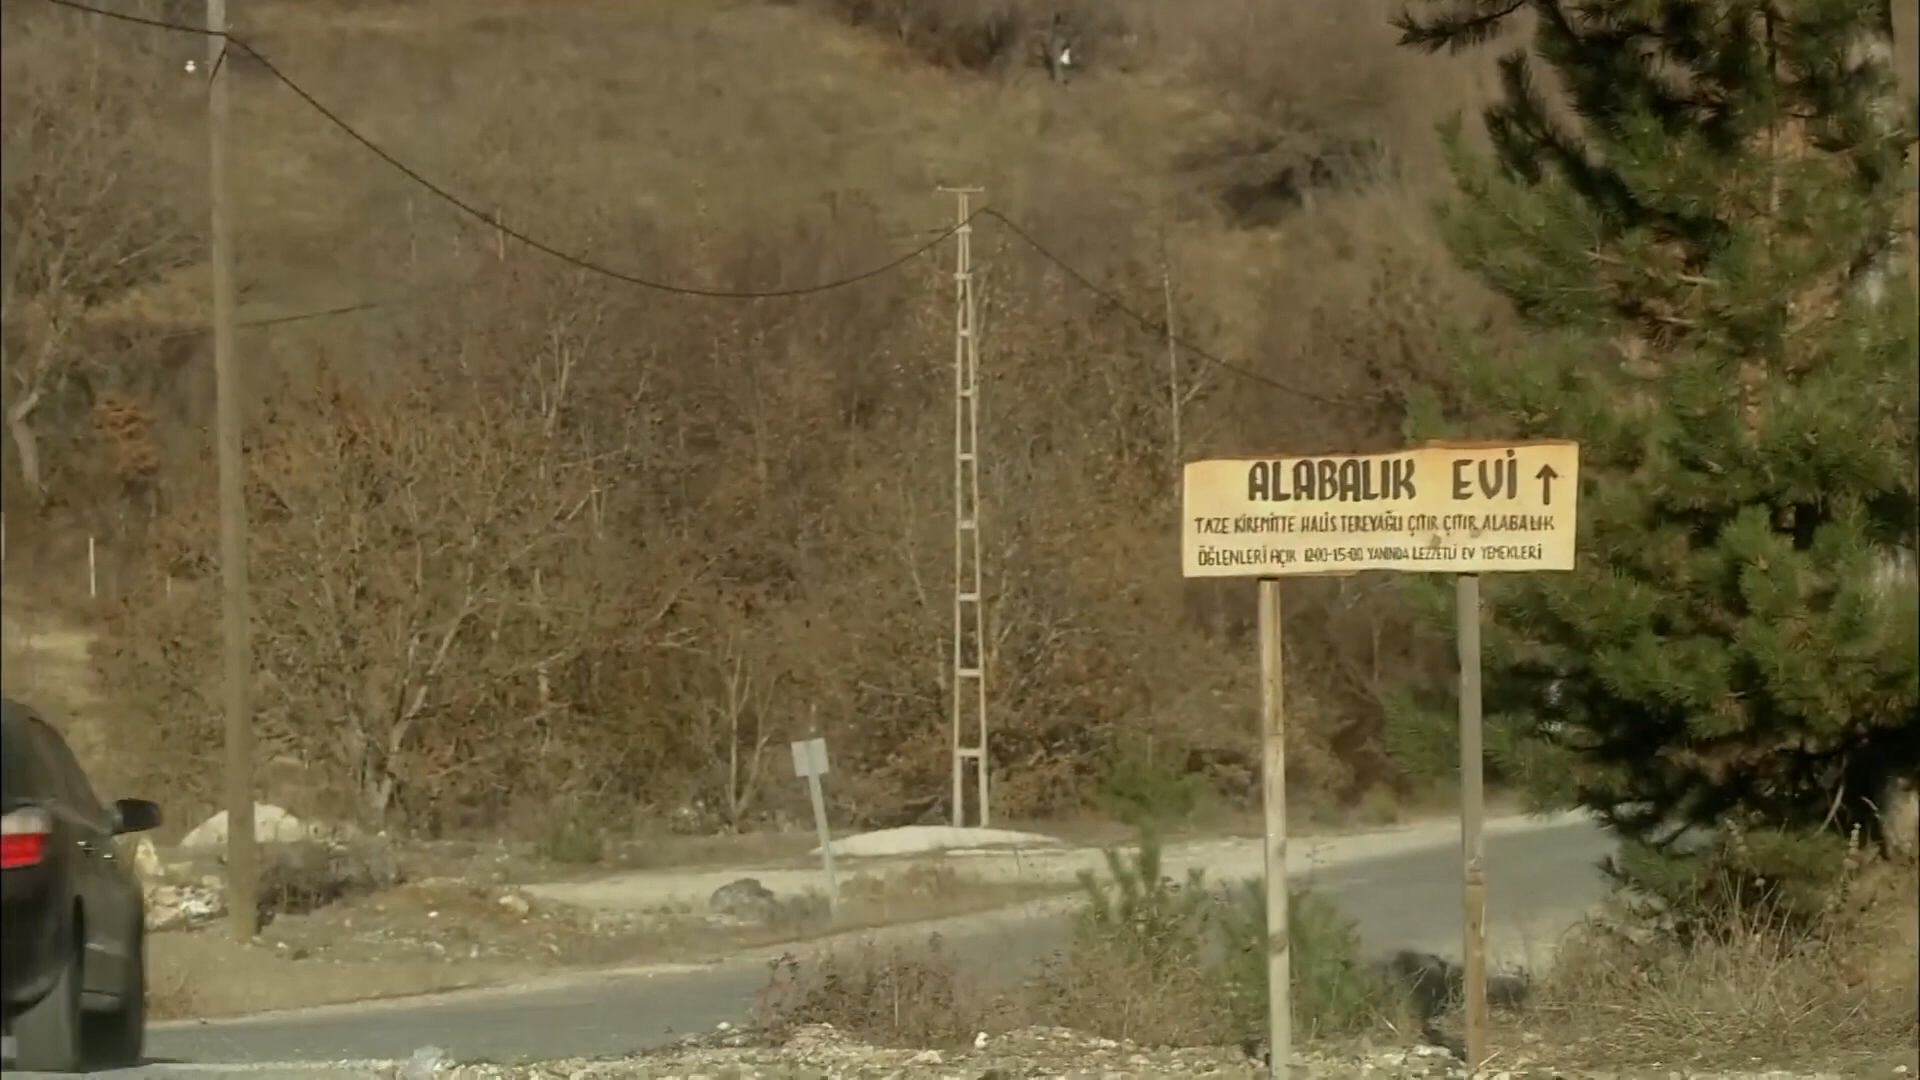 ALABALIK EVİ ↑
TAZE KİREMİTTE HALİS TEREYAĞLI ÇITIR ÇITIR ALABALIK
ÖĞLENLERİ AÇIK 12:00-15:00 YANINDA LEZZETLİ EV YEMEKLERİ